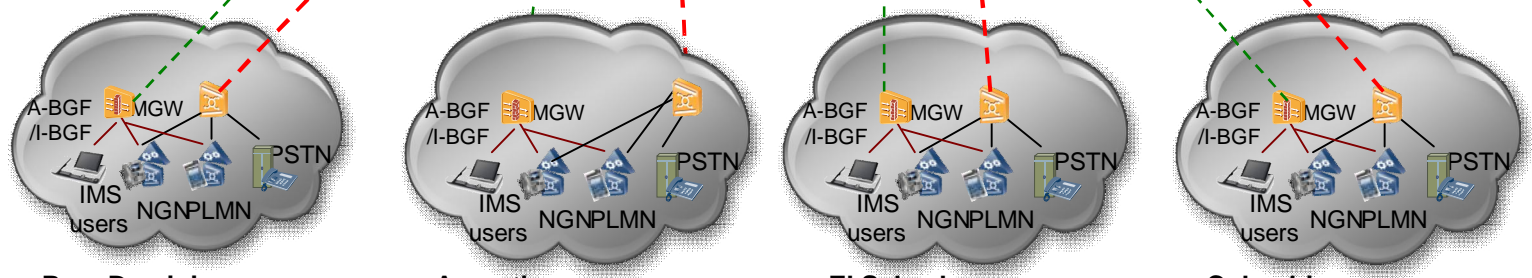 A-BGF
/I-BGF
MGW
PSTN
IMS
users
NGN
PLMN
A-BGF
/I-BGF
MGW
PSTN
IMS
users
NGN
PLMN
A-BGF
/I-BGF
MGW
PSTN
IMS
users
NGN
PLMN
A-BGF
/I-BGF
MGW
PSTN
IMS
users
NGN
PLMN